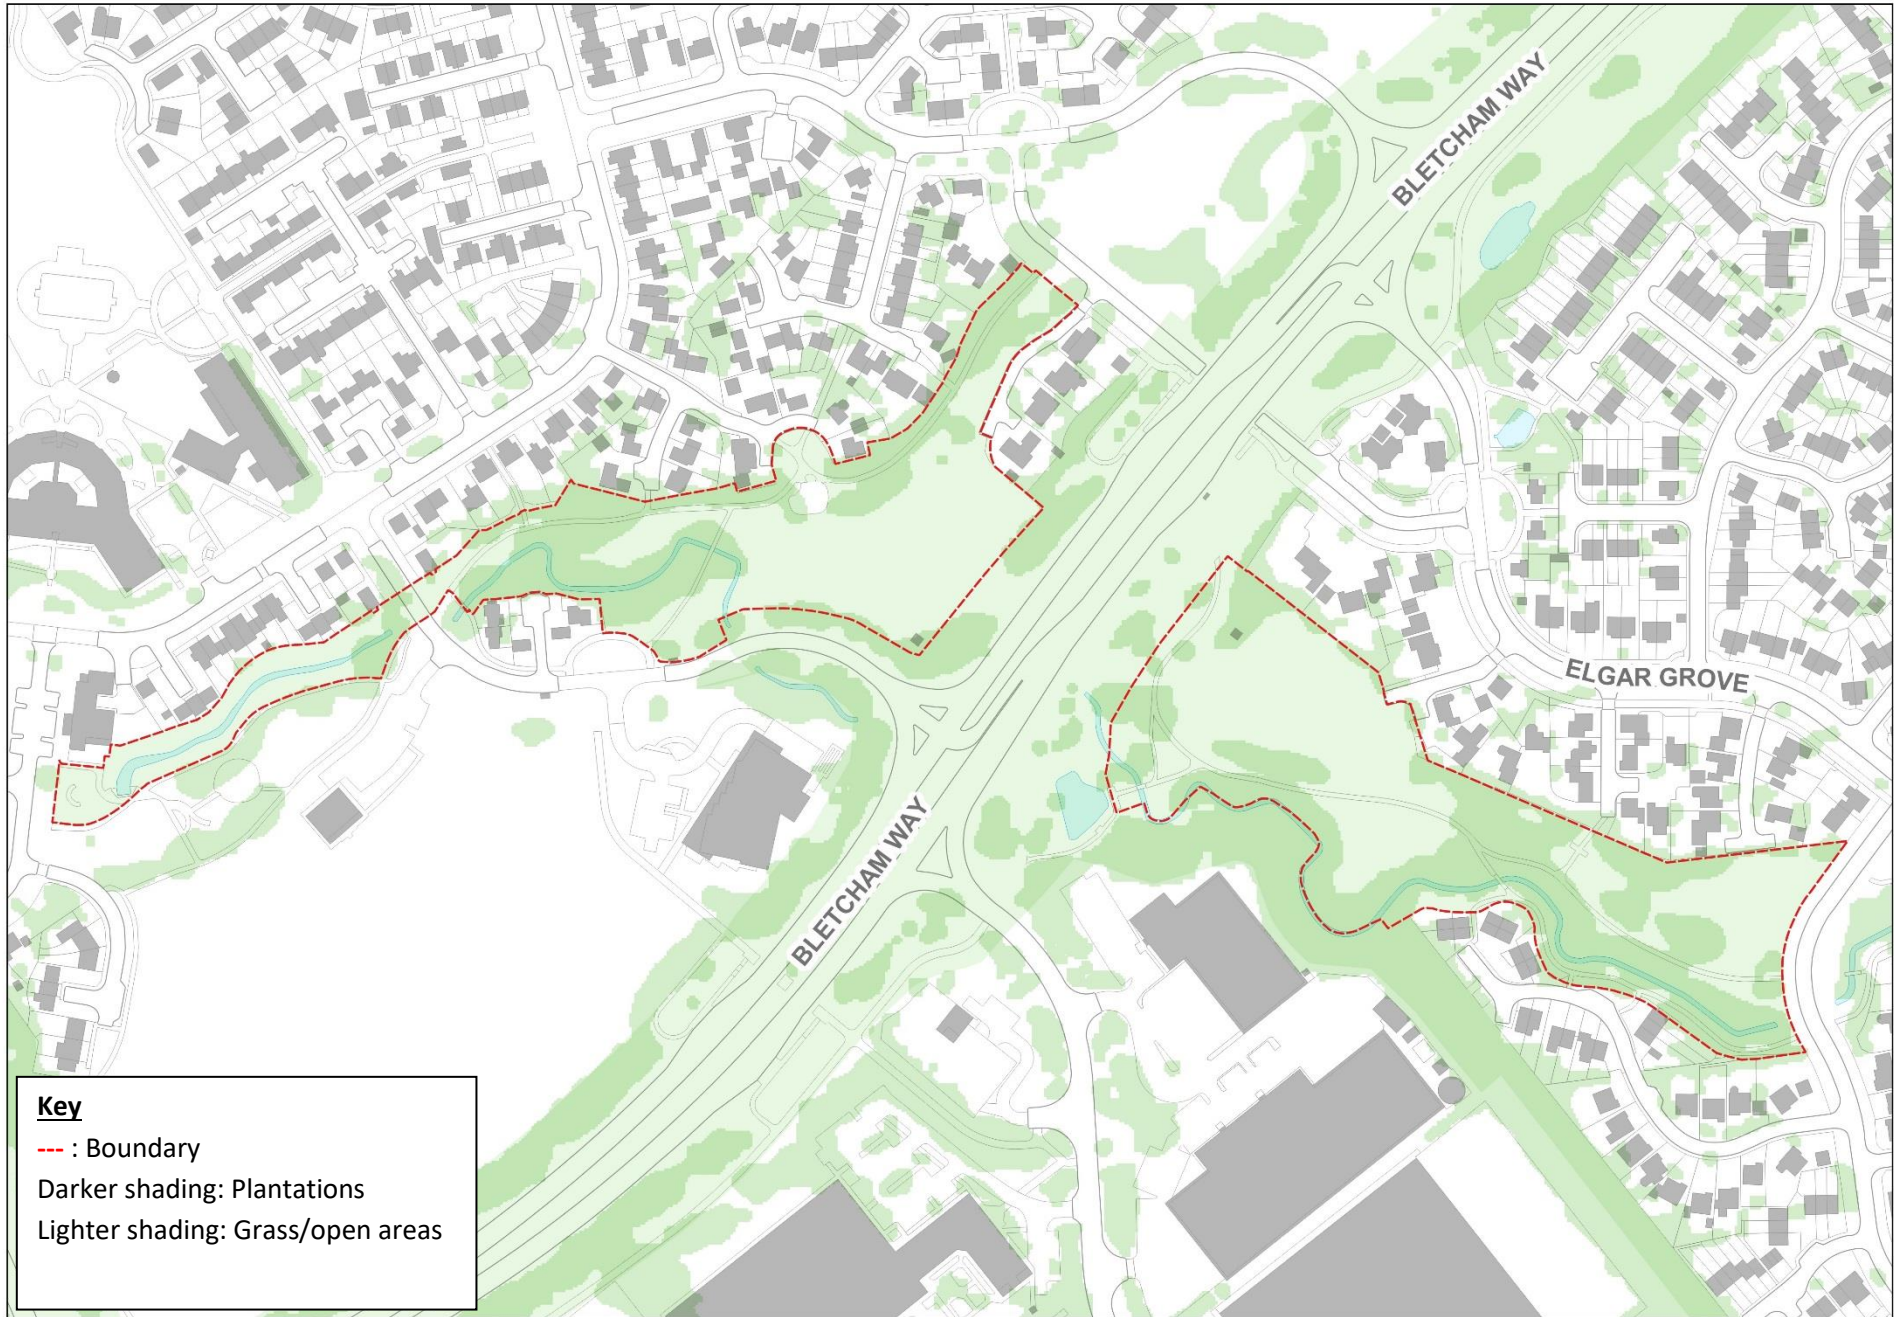 BLETCHAM WAY
ELGAR GROVE
BLETCHAM WAY
Key
--- : Boundary
Darker shading: Plantations
Lighter shading: Grass/open areas